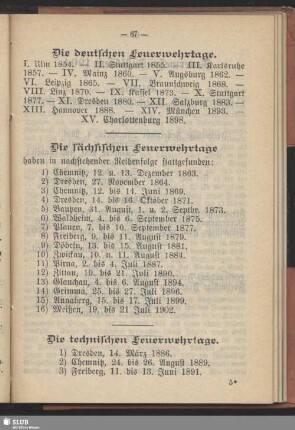 — 67 —
Die deutschen Feuerwehrtage.
I. Ulm 1854. — II. Stuttgart 1855. — III. Karlsruhe
1857. — IV. Mainz 1860. — V. Augsburg 1862. —
VI. Leipzig 1865. — VII. Braunschweig 1868. —
VIII. Linz 1870. — IX. Kassel 1873. — X. Stuttgart
1877. — XI. Dresden 1880. — XII. Salzburg 1883. —
XIII. Hannover 1888. — XIV. München 1893.
XV. Charlottenburg 1898.
Die sächsischen Feuerwehrtage
haben in nachstehender Reihenfolge stattgefunden:
1) Chemnitz, 12. u. 13. Dezember 1863.
2) Dresden, 27. November 1864.
3) Chemnitz, 12. bis 14. Juni 1869.
4) Dresden, 14. bis 16. Oktober 1871.
5) Bautzen, 31. August, 1. u. 2. Septbr. 1873.
6) Waldheim, 4. bis 6. September 1875.
7) Plauen, 7. bis 10. September 1877.
8) Freiberg, 9. bis 11. August 1879.
9) Döbeln, 13. bis 15. August 1881.
10) Zwickau, 10. u. 11. August 1884.
11) Pirna, 2. bis 4. Juli 1887.
12) Zittau, 19. bis 21. Juli 1890.
13) Glauchau, 4. bis 6. August 1894.
14) Grimma, 25. bis 27. Juli 1896.
15) Annaberg, 15. bis 17. Juli 1899.
16) Meißen, 19. bis 21. Juli 1902.
Die technischen Feuerwehrtage.
1) Dresden, 14. März 1886.
2) Chemnitz, 24. bis 26. August 1889.
3) Freiberg, 11. bis 13. Juni 1891.
5*
SLUB